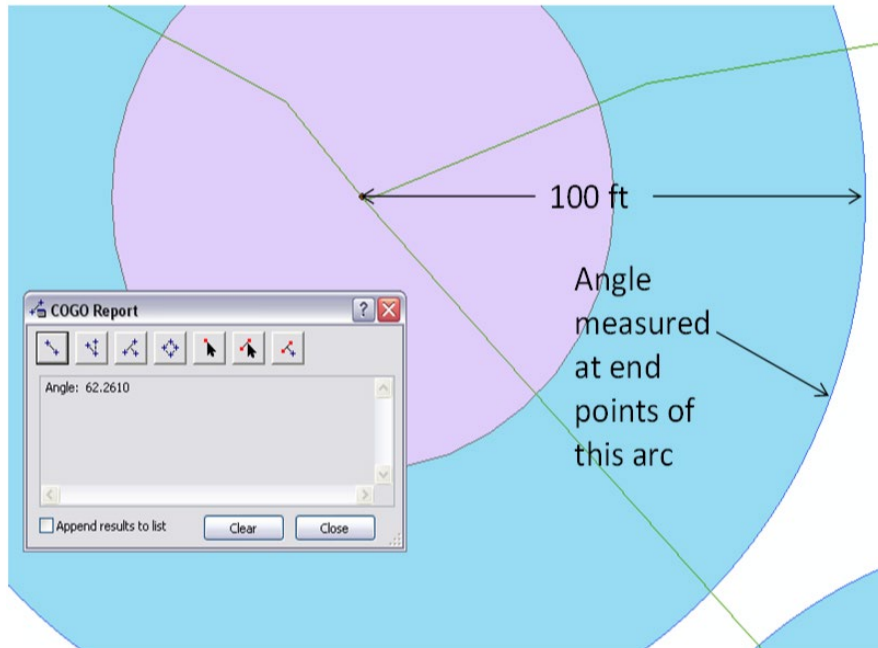 100 ft
Angle
measured
at end
points of
this arc
COGO Report
Angle: 62.2610
Append results to list
Clear
Close